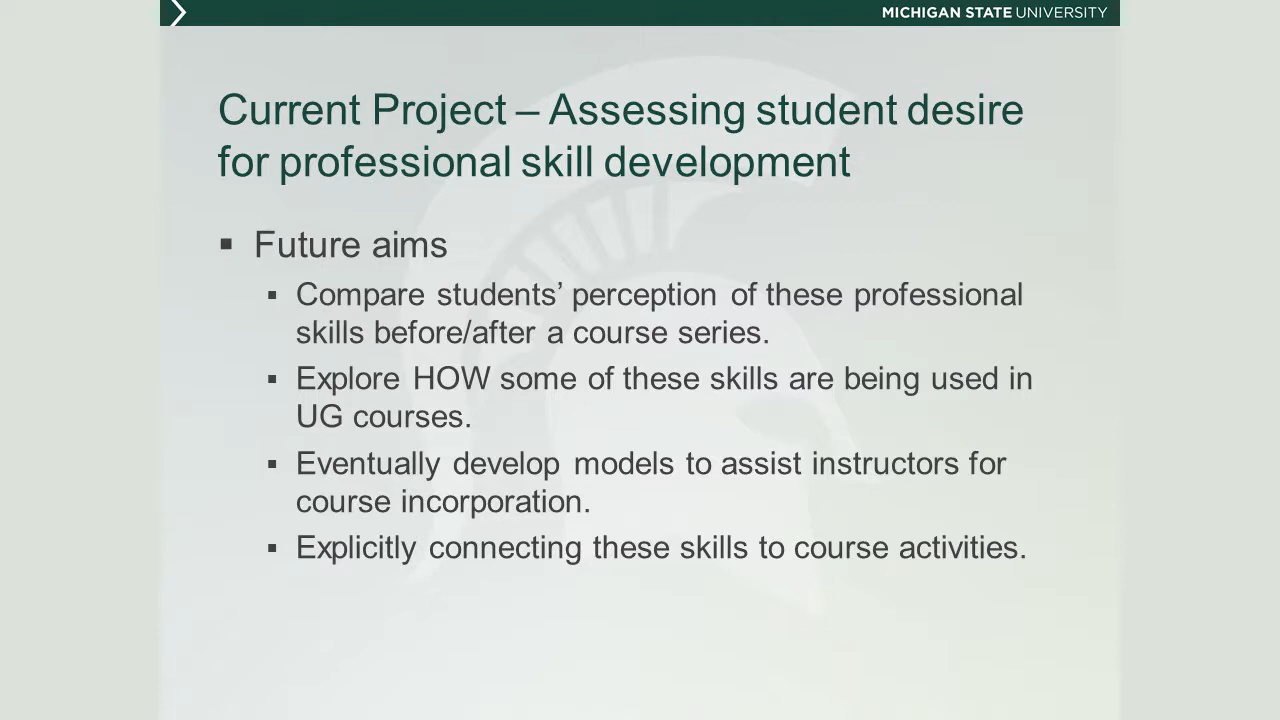 MICHIGAN STATE UNIVERSITY
Current Project – Assessing student desire
for professional skill development
▪ Future aims
▪ Compare students’ perception of these professional
skills before/after a course series.
▪ Explore HOW some of these skills are being used in
UG courses.
▪ Eventually develop models to assist instructors for
course incorporation.
▪ Explicitly connecting these skills to course activities.